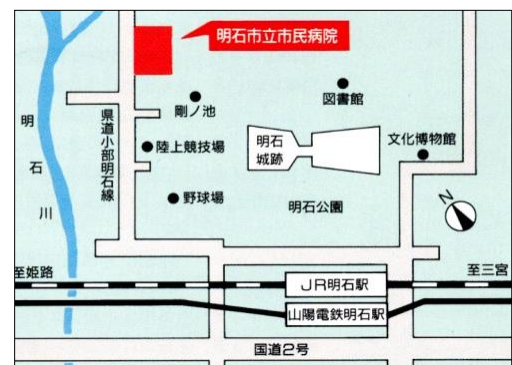 明石市立市民病院
剛ノ池
図書館
明石川
県道小部明石線
陸上競技場
明石
城跡
文化博物館
野球場
明石公園
N
至姫路
JR明石駅
至三宮
山陽電鉄明石駅
国道2号